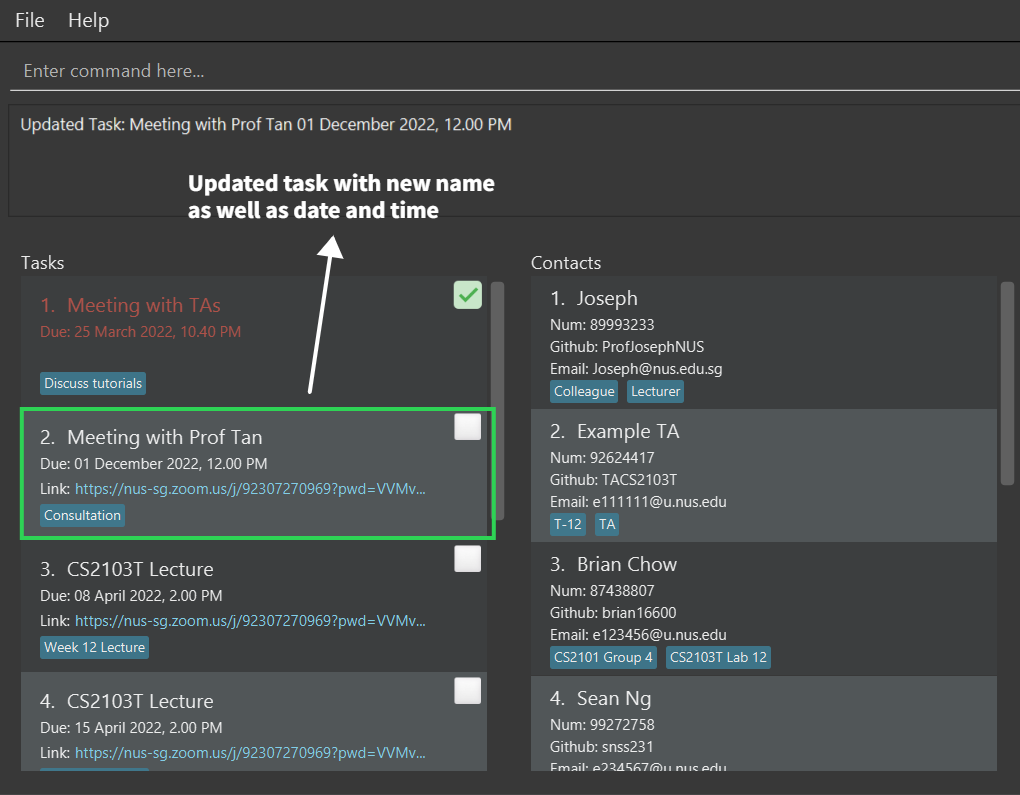 File Help
Enter command here...
Updated Task: Meeting with Prof Tan 01 December 2022, 12.00 PM
Updated task with new name
as well as date and time
Tasks
1. Meeting with TAs
Due: 25 March 2022, 10.40 PM
Discuss tutorials
2. Meeting with Prof Tan
Due: 01 December 2022, 12.00 PM
Link: https://nus-sg.zoom.us/j/92307270969?pwd=VVMv...
Consultation
3. CS2103T Lecture
Due: 08 April 2022, 2.00 PM
Link: https://nus-sg.zoom.us/j/92307270969?pwd=VVMv...
Week 12 Lecture
4. CS2103T Lecture
Due: 15 April 2022, 2.00 PM
Link: https://nus-sg.zoom.us/j/92307270969?pwd=VVMv...
Contacts
1. Joseph
Num: 89993233
Github: ProfJosephNUS
Email: Joseph@nus.edu.sg
Colleague Lecturer
2. Example TA
Num: 92624417
Github: TACS2103T
Email: e111111@u.nus.edu
T-12 TA
3. Brian Chow
Num: 87438807
Github: brian16600
Email: e123456@u.nus.edu
CS2101 Group 4 CS2103T Lab 12
4. Sean Ng
Num: 99272758
Github: snss231
Email: e234567@u.nus.edu